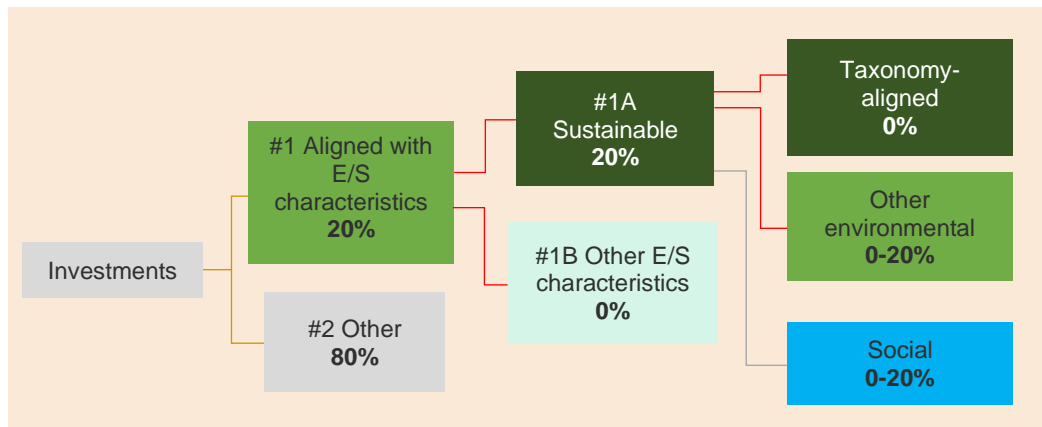 Investments
#1 Aligned with
E/S
characteristics
20%
#2 Other
80%
#1A
Sustainable
20%
#1B Other E/S
characteristics
0%
Taxonomy-
aligned
0%
Other
environmental
0-20%
Social
0-20%